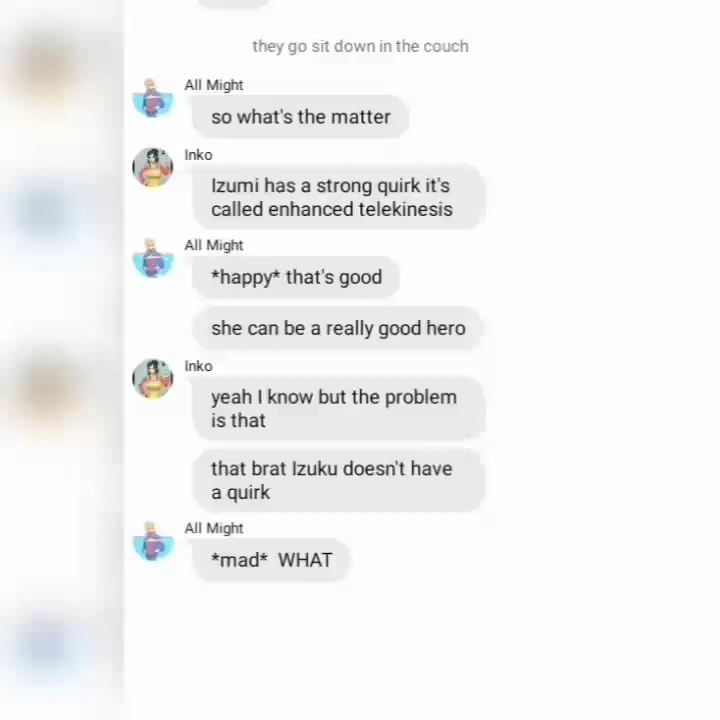 they go sit down in the couch
All Might
so what's the matter
Inko
Izumi has a strong quirk it's
called enhanced telekinesis
All Might
*happy* that's good
she can be a really good hero
Inko
yeah I know but the problem
is that
that brat Izuku doesn't have
a quirk
All Might
*mad*  WHAT